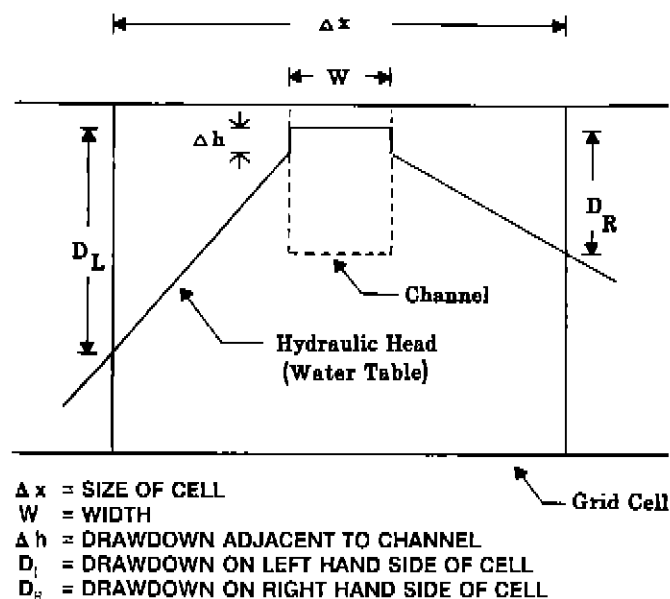 Δx
W
Δh
D_L
D_R
Channel
Hydraulic Head
(Water Table)
Grid Cell
Δx = SIZE OF CELL
W = WIDTH
Δh = DRAWDOWN ADJACENT TO CHANNEL
D_L = DRAWDOWN ON LEFT HAND SIDE OF CELL
D_R = DRAWDOWN ON RIGHT HAND SIDE OF CELL